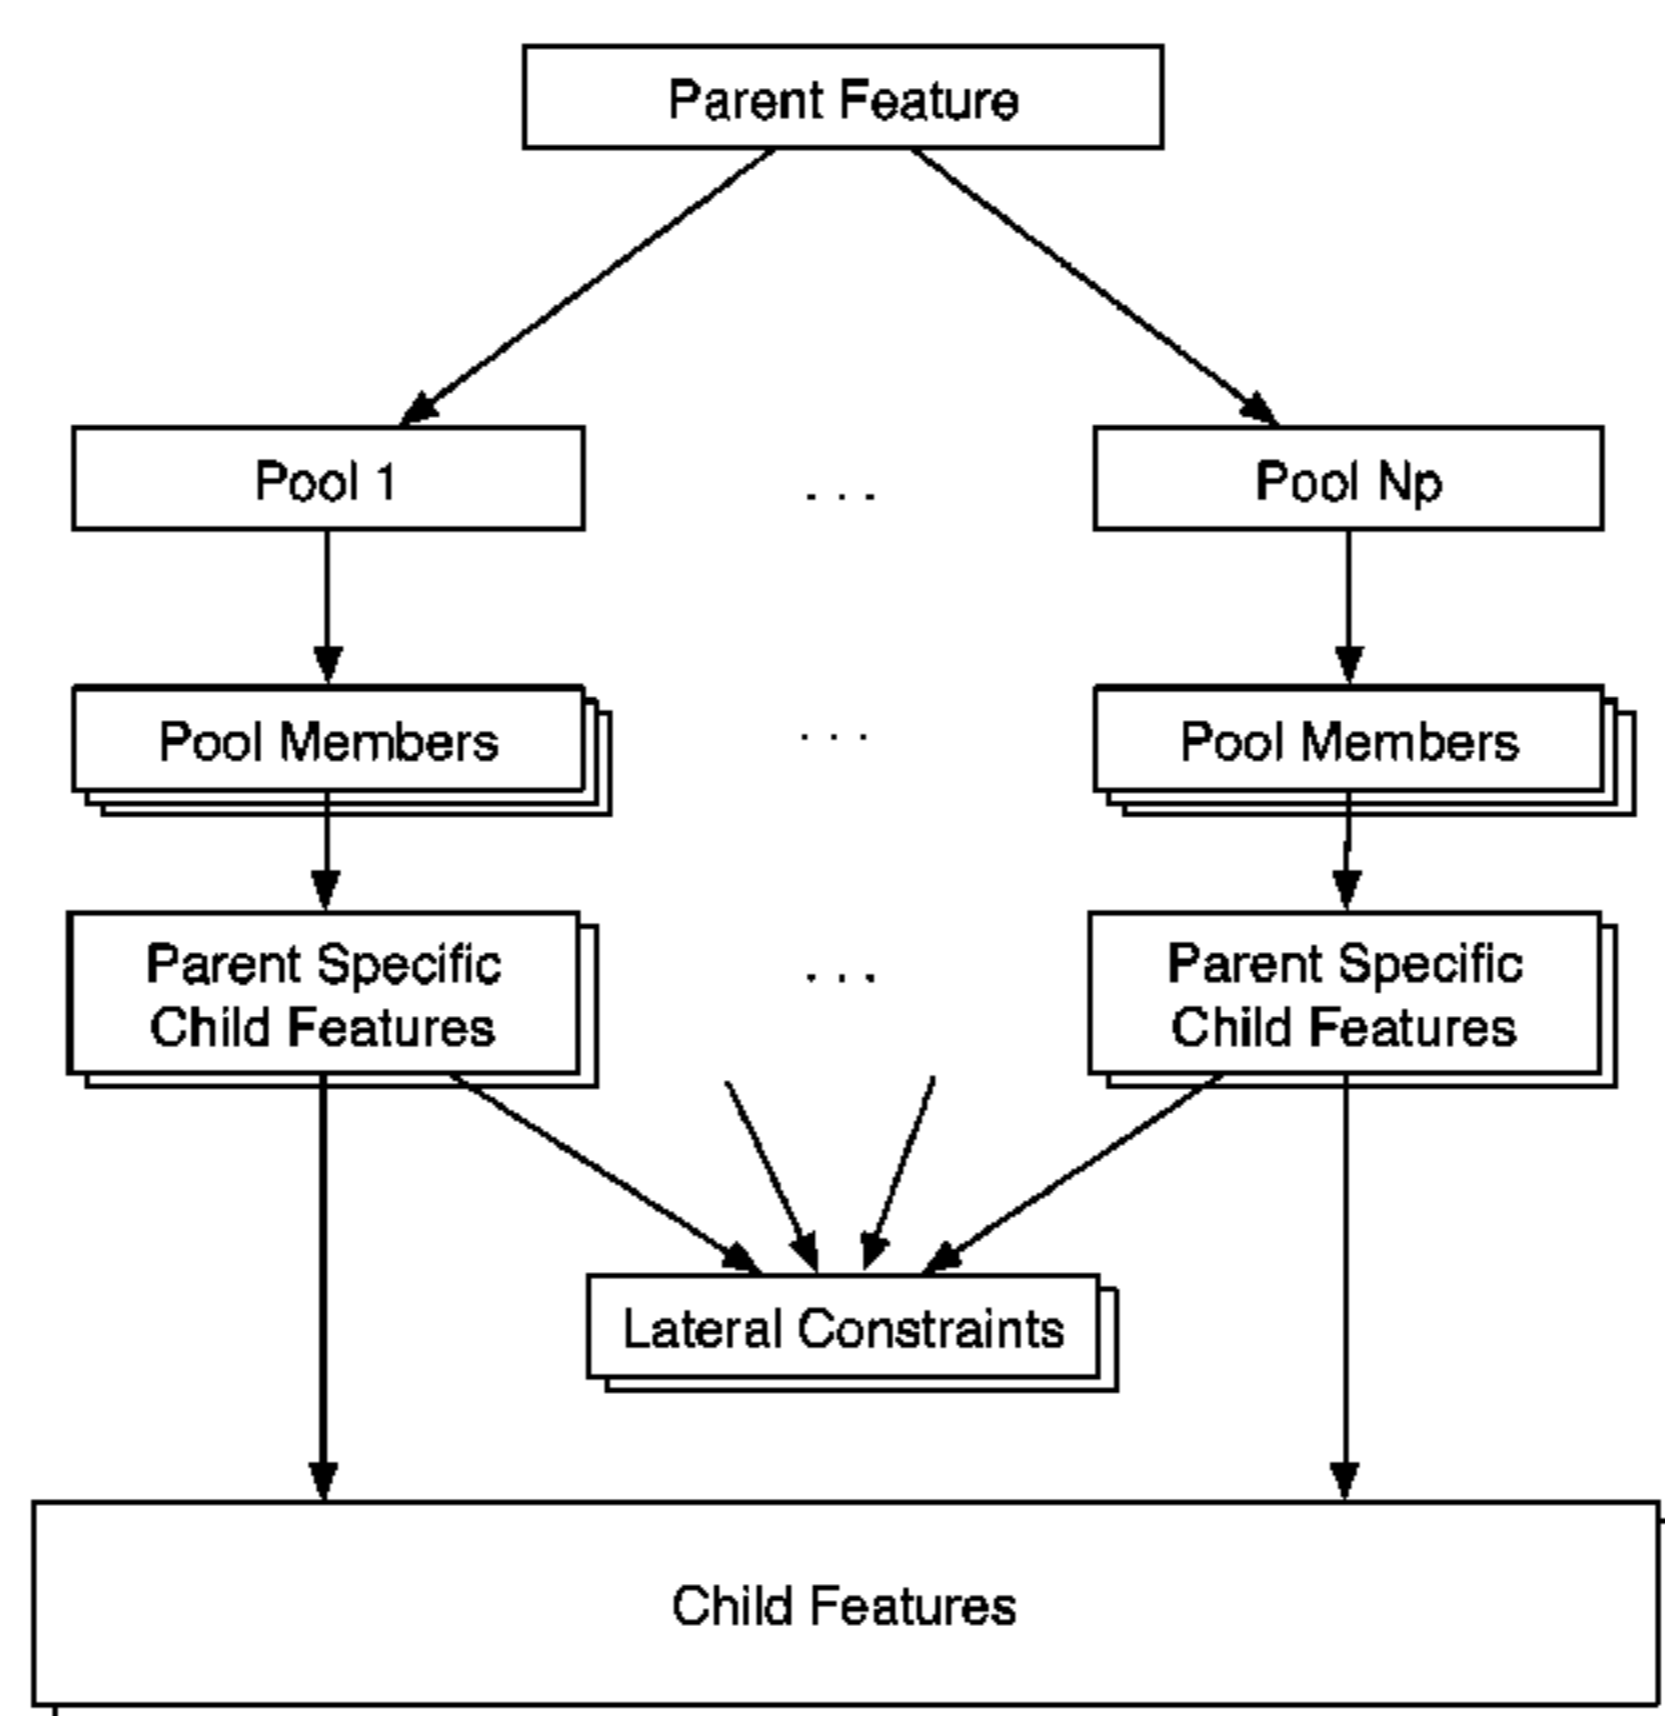 Parent Feature
Pool 1
. . .
Pool Np
Pool Members
. . .
Pool Members
Parent Specific
Child Features
. . .
Parent Specific
Child Features
Lateral Constraints
Child Features